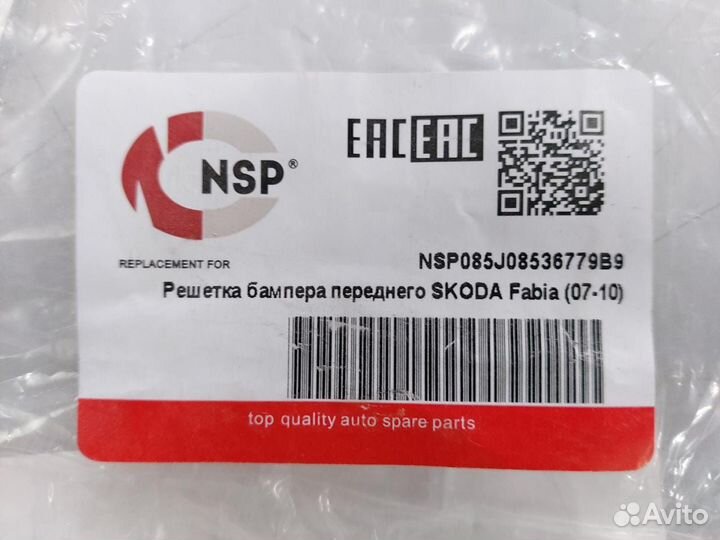 NSP®
EAC EAC
REPLACEMENT FOR
NSP085J08536779B9
Решетка бампера переднего SKODA Fabia (07-10)
top quality auto spare parts
Avito